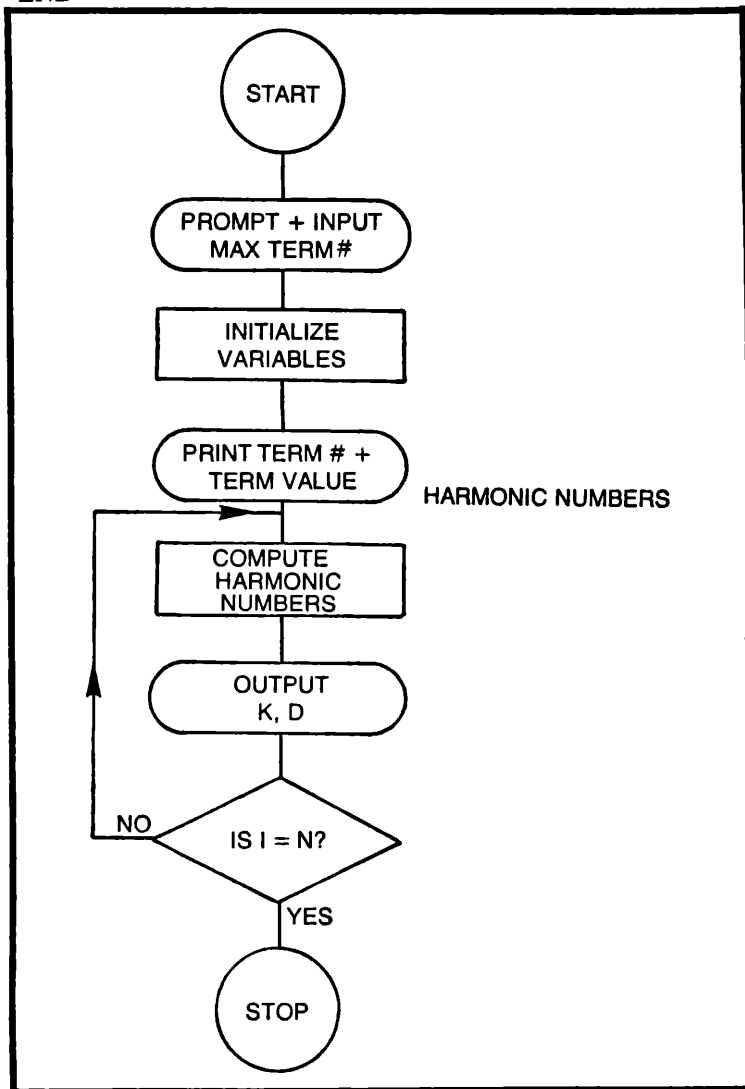 START
PROMPT + INPUT
MAX TERM #
INITIALIZE
VARIABLES
PRINT TERM # +
TERM VALUE
HARMONIC NUMBERS
COMPUTE
HARMONIC
NUMBERS
OUTPUT
K, D
NO
IS I = N?
YES
STOP